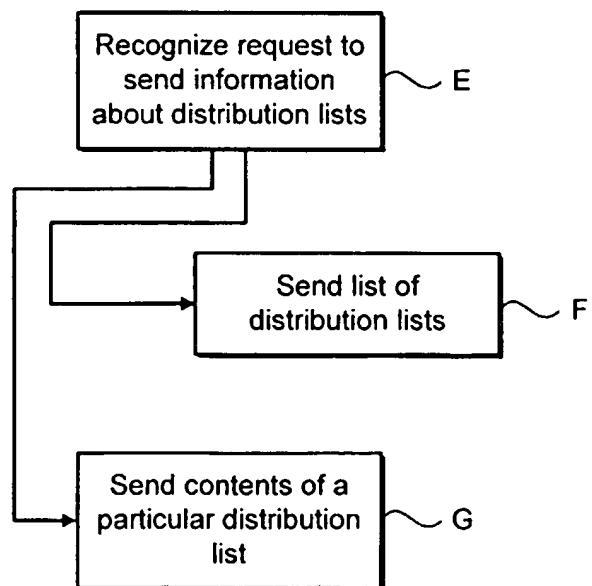 Recognize request to
send information
about distribution lists
E
Send list of
distribution lists
F
Send contents of a
particular distribution
list
G